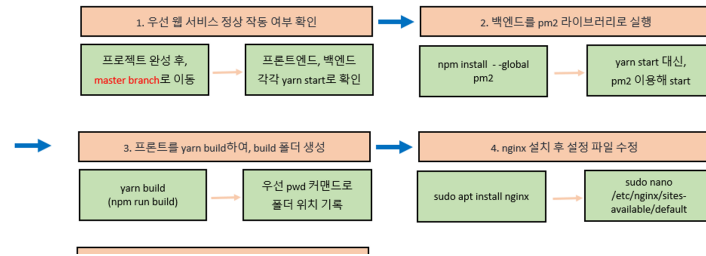 1. 우선 웹 서비스 정상 작동 여부 확인
프로젝트 완성 후,
master branch로 이동
프론트엔드, 백엔드
각각 yarn start로 확인
2. 백엔드를 pm2 라이브러리로 실행
npm install - -global
pm2
yarn start 대신,
pm2 이용해 start
3. 프론트를 yarn build하여, build 폴더 생성
yarn build
(npm run build)
우선 pwd 커맨드로
폴더 위치 기록
4. nginx 설치 후 설정 파일 수정
sudo apt install nginx
sudo nano
/etc/nginx/sites-
available/default